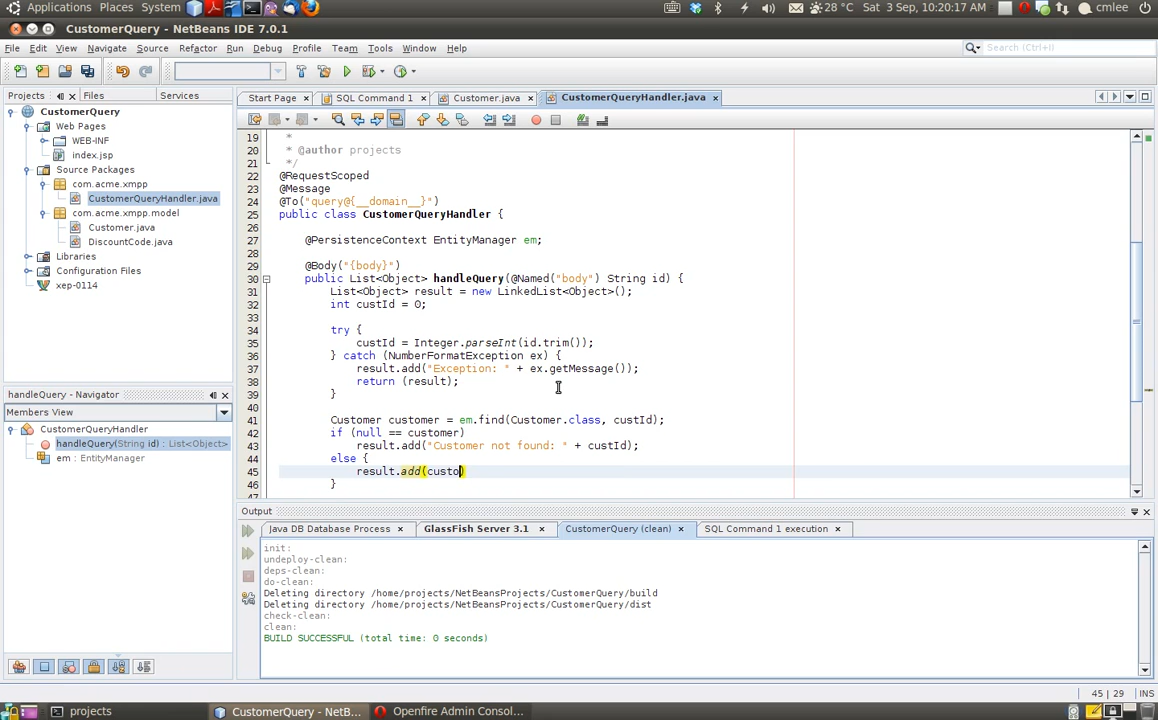 Applications Places System 28 °C Sat 3 Sep, 10:20:17 AM cmlee
CustomerQuery - NetBeans IDE 7.0.1
File Edit View Navigate Source Refactor Run Debug Profile Team Tools Window Help Search (Ctrl+I)
Projects Files Services
Start Page SQL Command 1 Customer.java CustomerQueryHandler.java
CustomerQuery
Web Pages
WEB-INF
index.jsp
Source Packages
com.acme.xmpp
CustomerQueryHandler.java
com.acme.xmpp.model
Customer.java
DiscountCode.java
Libraries
Configuration Files
xep-0114
handleQuery - Navigator
Members View
CustomerQueryHandler
handleQuery(String id) : List<Object>
em : EntityManager
19 *
20 * @author projects
21 */
22 @RequestScoped
23 @Message
24 @To("query@{__domain__}")
25 public class CustomerQueryHandler {
26
27 @PersistenceContext EntityManager em;
28
29 @Body("{body}")
30 public List<Object> handleQuery(@Named("body") String id) {
31 List<Object> result = new LinkedList<Object>();
32 int custId = 0;
33
34 try {
35 custId = Integer.parseInt(id.trim());
36 } catch (NumberFormatException ex) {
37 result.add("Exception: " + ex.getMessage());
38 return (result);
39 }
40
41 Customer customer = em.find(Customer.class, custId);
42 if (null == customer)
43 result.add("Customer not found: " + custId);
44 else {
45 result.add(custo)
46 }
47
Output
Java DB Database Process GlassFish Server 3.1 CustomerQuery (clean) SQL Command 1 execution
init:
undeploy-clean:
deps-clean:
do-clean:
Deleting directory /home/projects/NetBeansProjects/CustomerQuery/build
Deleting directory /home/projects/NetBeansProjects/CustomerQuery/dist
check-clean:
clean:
BUILD SUCCESSFUL (total time: 0 seconds)
45 | 29 INS
projects CustomerQuery - NetB... Openfire Admin Consol...